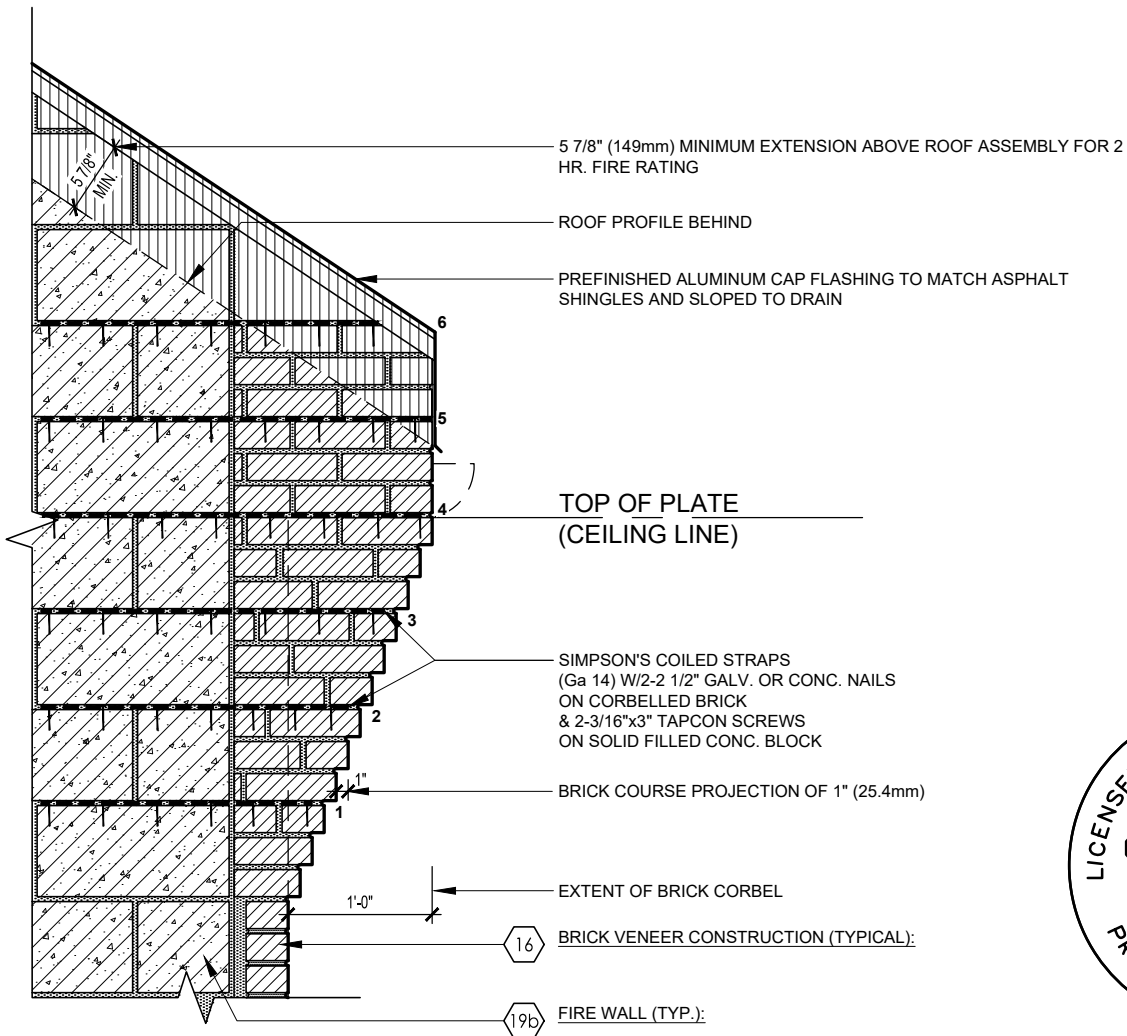 5 7/8" (149mm) MINIMUM EXTENSION ABOVE ROOF ASSEMBLY FOR 2
HR. FIRE RATING
5 7/8"
MIN.
ROOF PROFILE BEHIND
PREFINISHED ALUMINUM CAP FLASHING TO MATCH ASPHALT
SHINGLES AND SLOPED TO DRAIN
6
5
4
TOP OF PLATE
(CEILING LINE)
3
SIMPSON'S COILED STRAPS
(Ga 14) W/2-2 1/2" GALV. OR CONC. NAILS
ON CORBELLED BRICK
& 2-3/16"x3" TAPCON SCREWS
ON SOLID FILLED CONC. BLOCK
2
1"
BRICK COURSE PROJECTION OF 1" (25.4mm)
1
EXTENT OF BRICK CORBEL
1'-0"
16 BRICK VENEER CONSTRUCTION (TYPICAL):
19b FIRE WALL (TYP.):
LICENSE